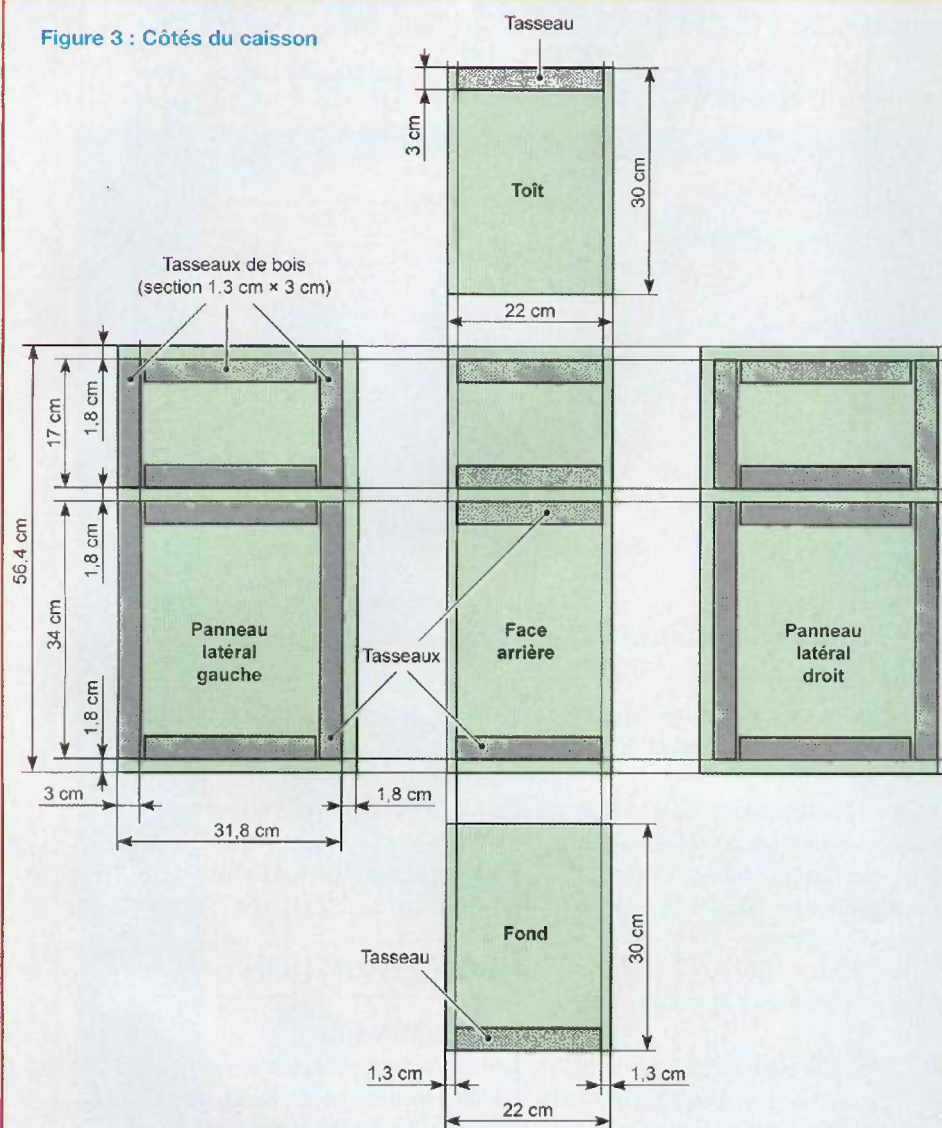 Figure 3 : Côtés du caisson
Tasseau
3 cm
30 cm
Toît
22 cm
Tasseaux de bois
(section 1.3 cm × 3 cm)
56,4 cm
17 cm
1,8 cm
34 cm
1,8 cm
1,8 cm
Panneau
latéral
gauche
Tasseaux
Face
arrière
Panneau
latéral
droit
3 cm
1,8 cm
31,8 cm
Fond
30 cm
Tasseau
1,3 cm
1,3 cm
22 cm